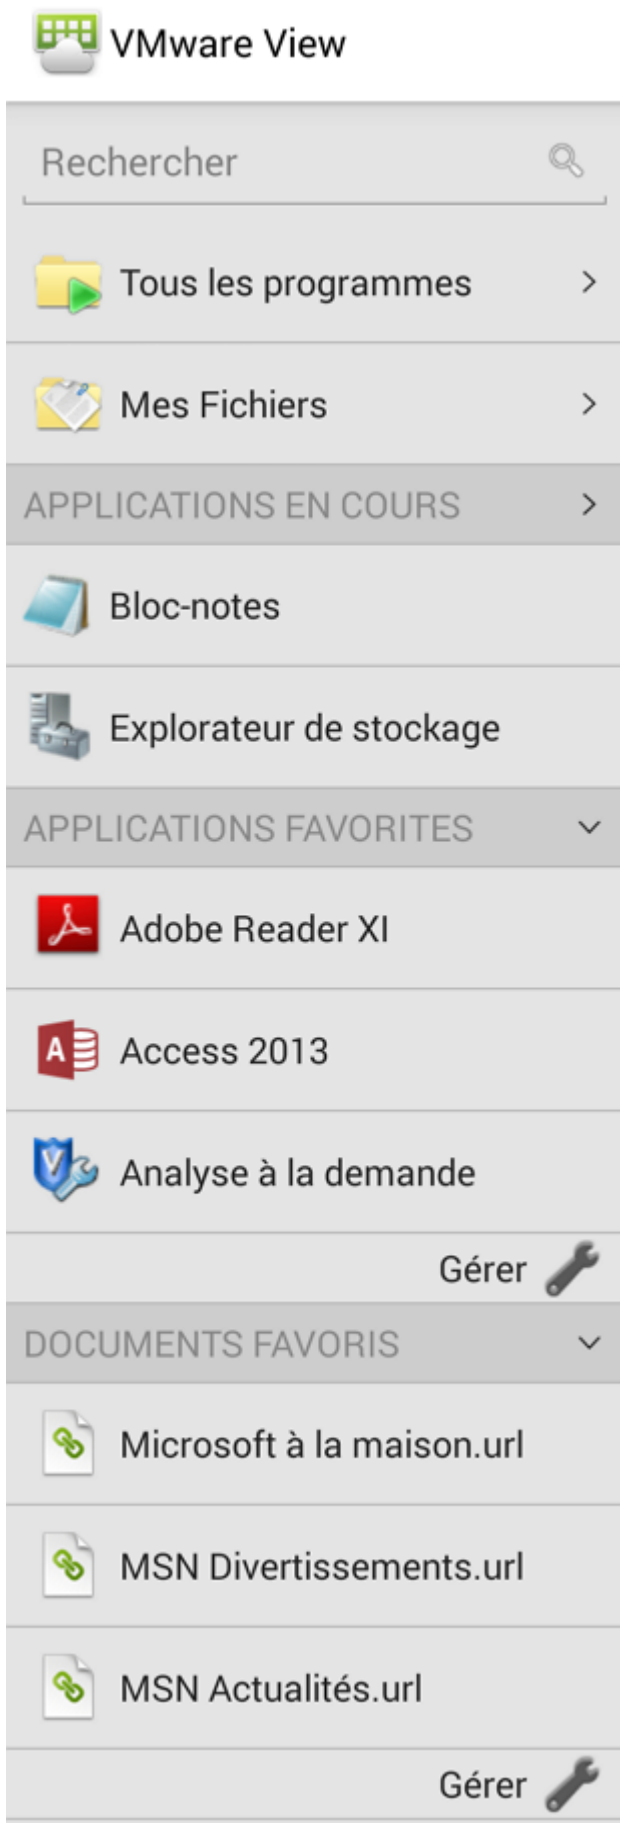 VMware View
Rechercher
Tous les programmes
Mes Fichiers
APPLICATIONS EN COURS
Bloc-notes
Explorateur de stockage
APPLICATIONS FAVORITES
Adobe Reader XI
Access 2013
Analyse à la demande
Gérer
DOCUMENTS FAVORIS
Microsoft à la maison.url
MSN Divertissements.url
MSN Actualités.url
Gérer